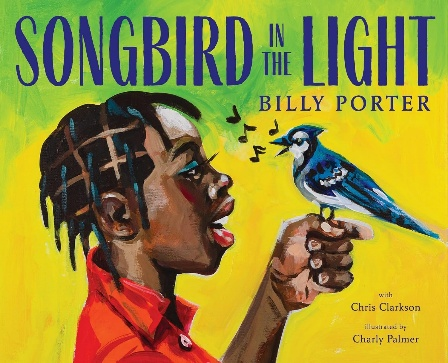 SONGBIRD IN THE LIGHT
BILLY PORTER
with
Chris Clarkson
illustrated by
Charly Palmer